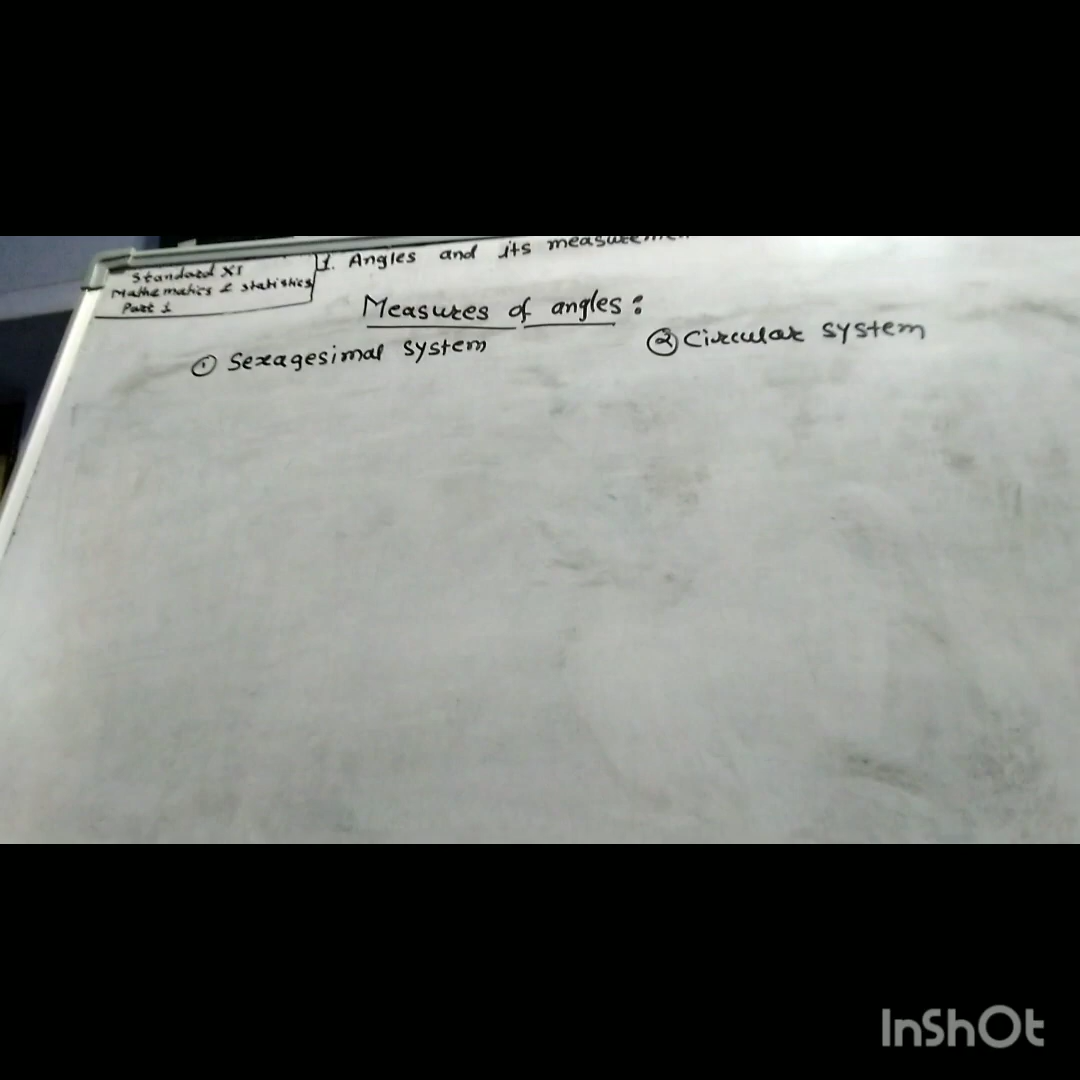 Standard XI
Mathematics & statistics
Part 1
1. Angles and its
Measures of angles:
① Sexagesimal system
② Circular system
InShOt